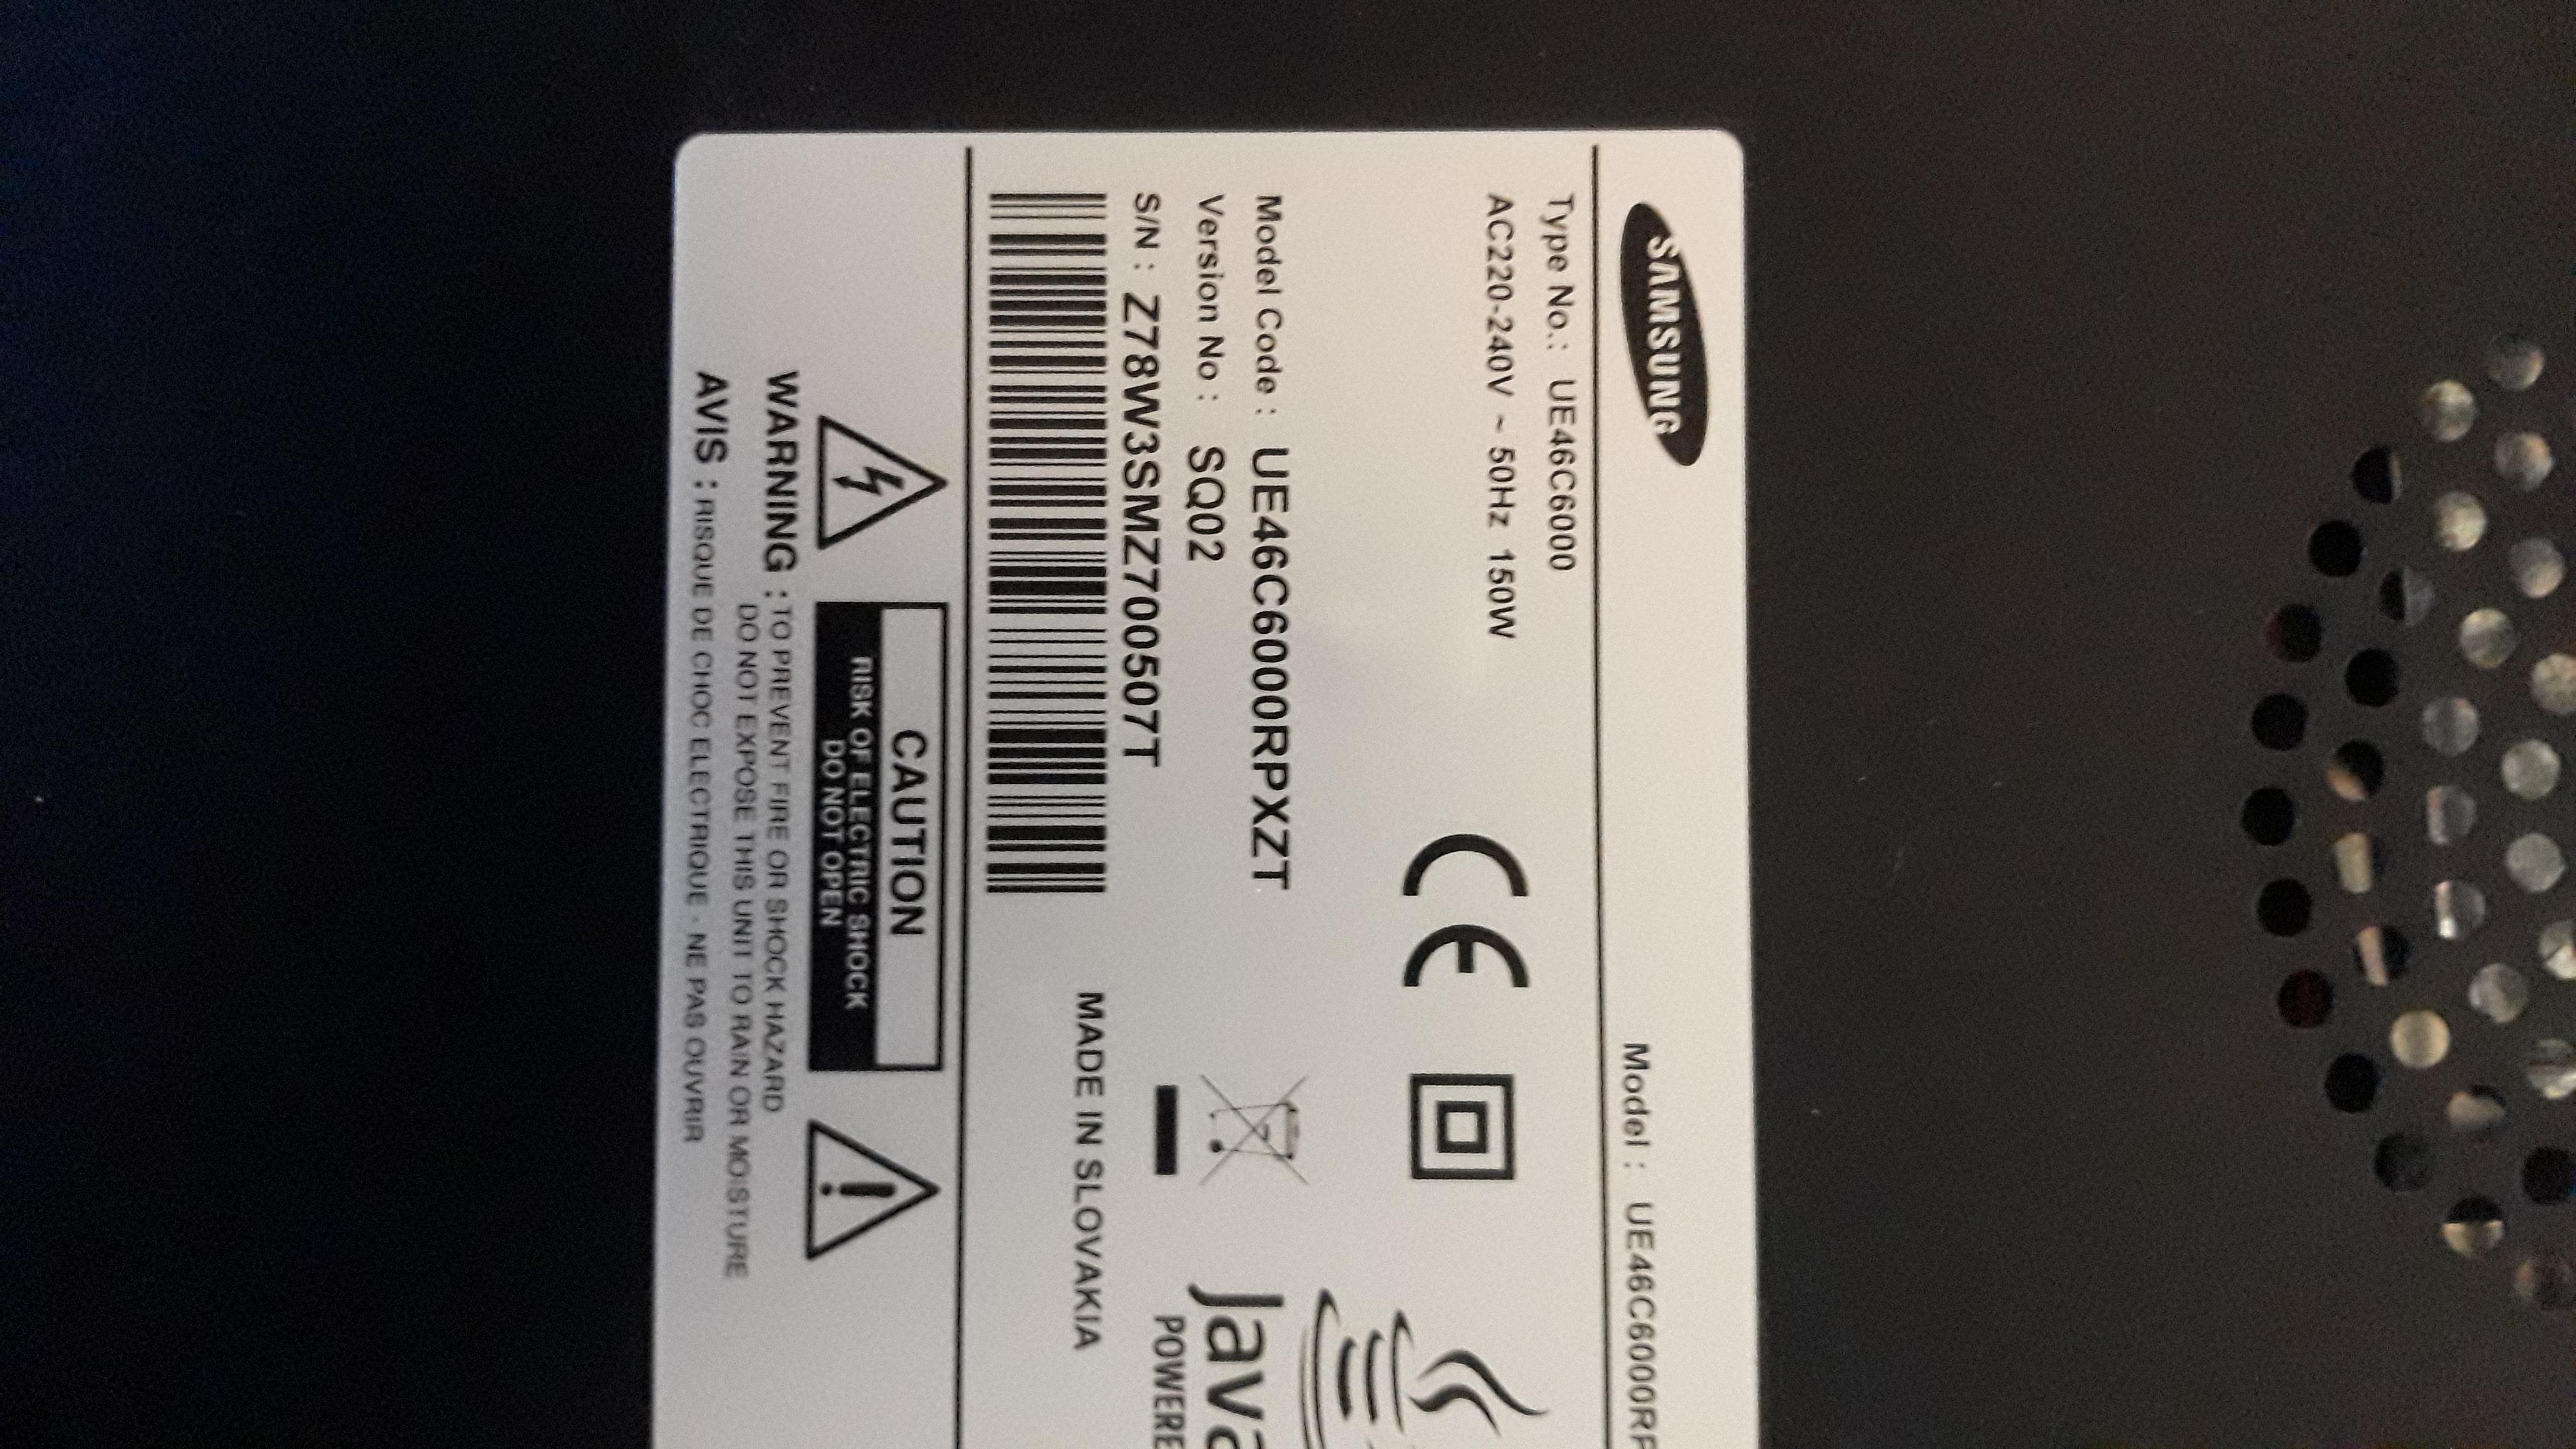 SAMSUNG
Model : UE46C6000RP
Type No.: UE46C6000
AC220-240V ~ 50Hz 150W
Model Code : UE46C6000RPXZT
Version No : SQ02
S/N : Z78W3SMZ700507T
MADE IN SLOVAKIA
Java
POWERE
CAUTION
RISK OF ELECTRIC SHOCK
DO NOT OPEN
WARNING : TO PREVENT FIRE OR SHOCK HAZARD
DO NOT EXPOSE THIS UNIT TO RAIN OR MOISTURE
AVIS : RISQUE DE CHOC ELECTRIQUE - NE PAS OUVRIR